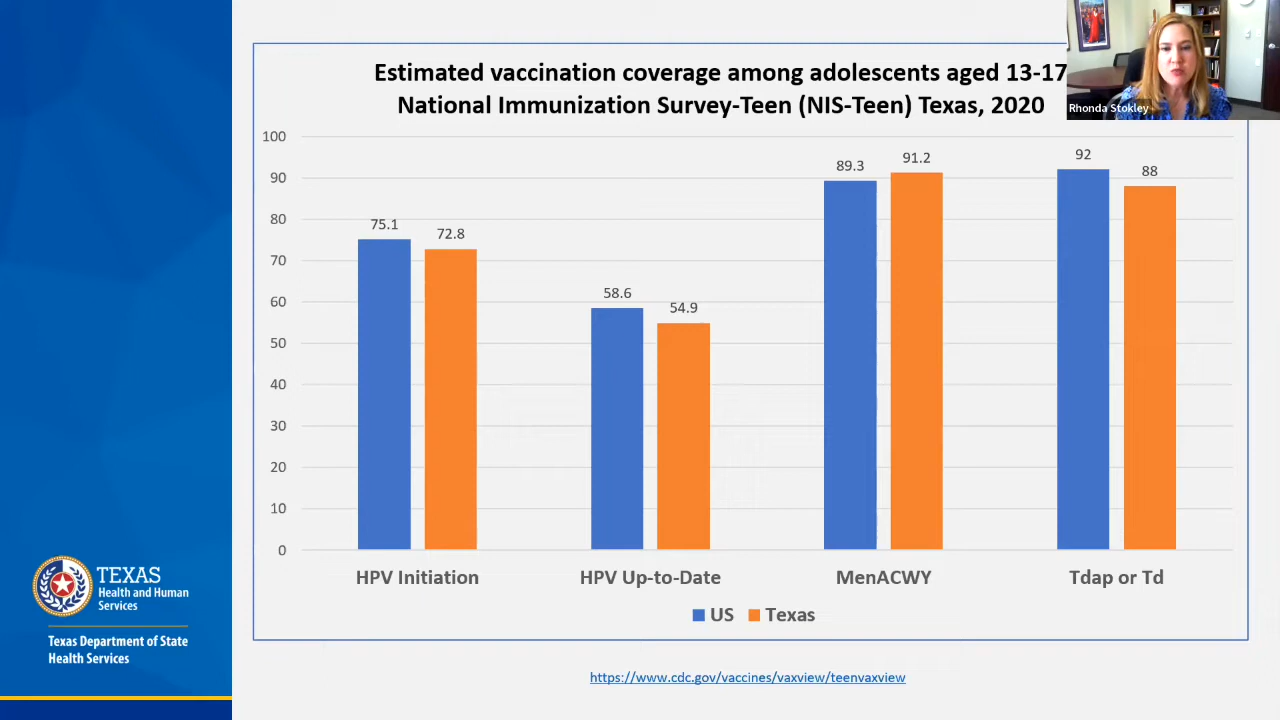 Estimated vaccination coverage among adolescents aged 13-17
National Immunization Survey-Teen (NIS-Teen) Texas, 2020
Rhonda Stokley
100
90
80
70
60
50
40
30
20
10
0
75.1
72.8
58.6
54.9
89.3
91.2
92
88
HPV Initiation
HPV Up-to-Date
MenACWY
Tdap or Td
US
Texas
TEXAS
Health and Human
Services
Texas Department of State
Health Services
https://www.cdc.gov/vaccines/vaxview/teenvaxview